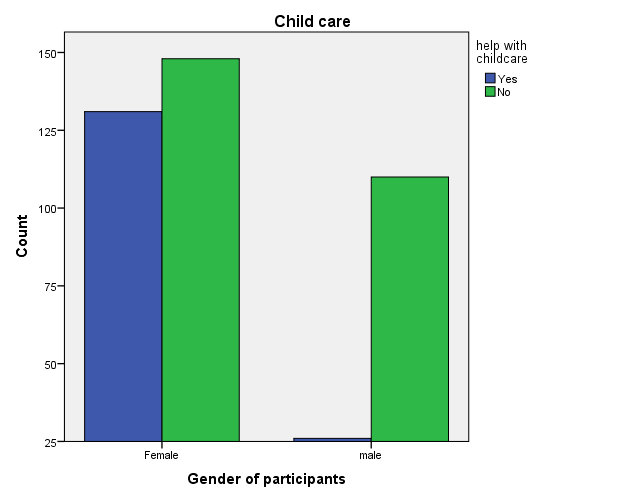 Child care
help with
childcare
Yes
No
150
125
100
75
50
25
Count
Female
male
Gender of participants